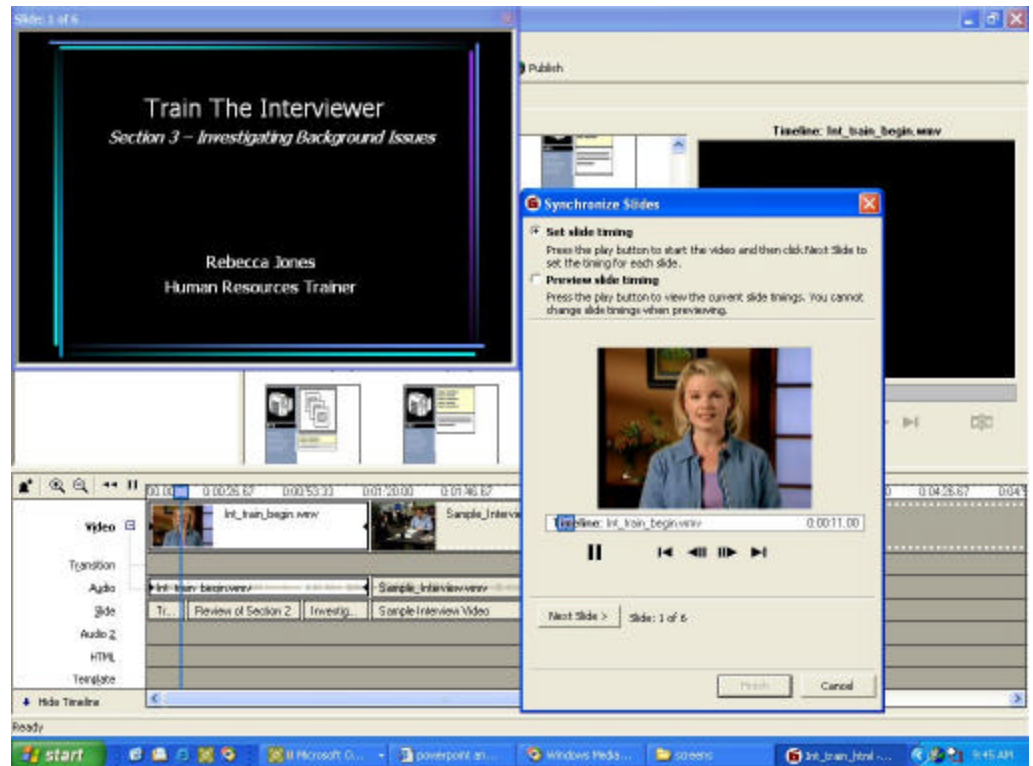 Slide: 1 of 6
Train The Interviewer
Section 3 – Investigating Background Issues
Rebecca Jones
Human Resources Trainer
Publish
Timeline: Int_train_begin.wmv
Synchronize Slides
Set slide timing
Press the play button to start the video and then click Next Slide to
set the timing for each slide.
Preview slide timing
Press the play button to view the current slide timings. You cannot
change slide timings when previewing.
Timeline: Int_train_begin.wmv 0:00:11.00
Next Slide > Slide: 1 of 6
Finish Cancel
0:00:26.67 0:00:53.33 0:01:20.00 0:01:46.67 0:04:26.67
Video Int_train_begin.wmv
Transition
Audio Int_train_begin.wmv Sample_Interview.wmv
Slide Tr... Review of Section 2 Investig... Sample Interview Video
Audio 2
HTML
Template
Hide Timeline
Ready
start powerpoint an... Windows Media... screens Int_train_html -... 9:45 AM